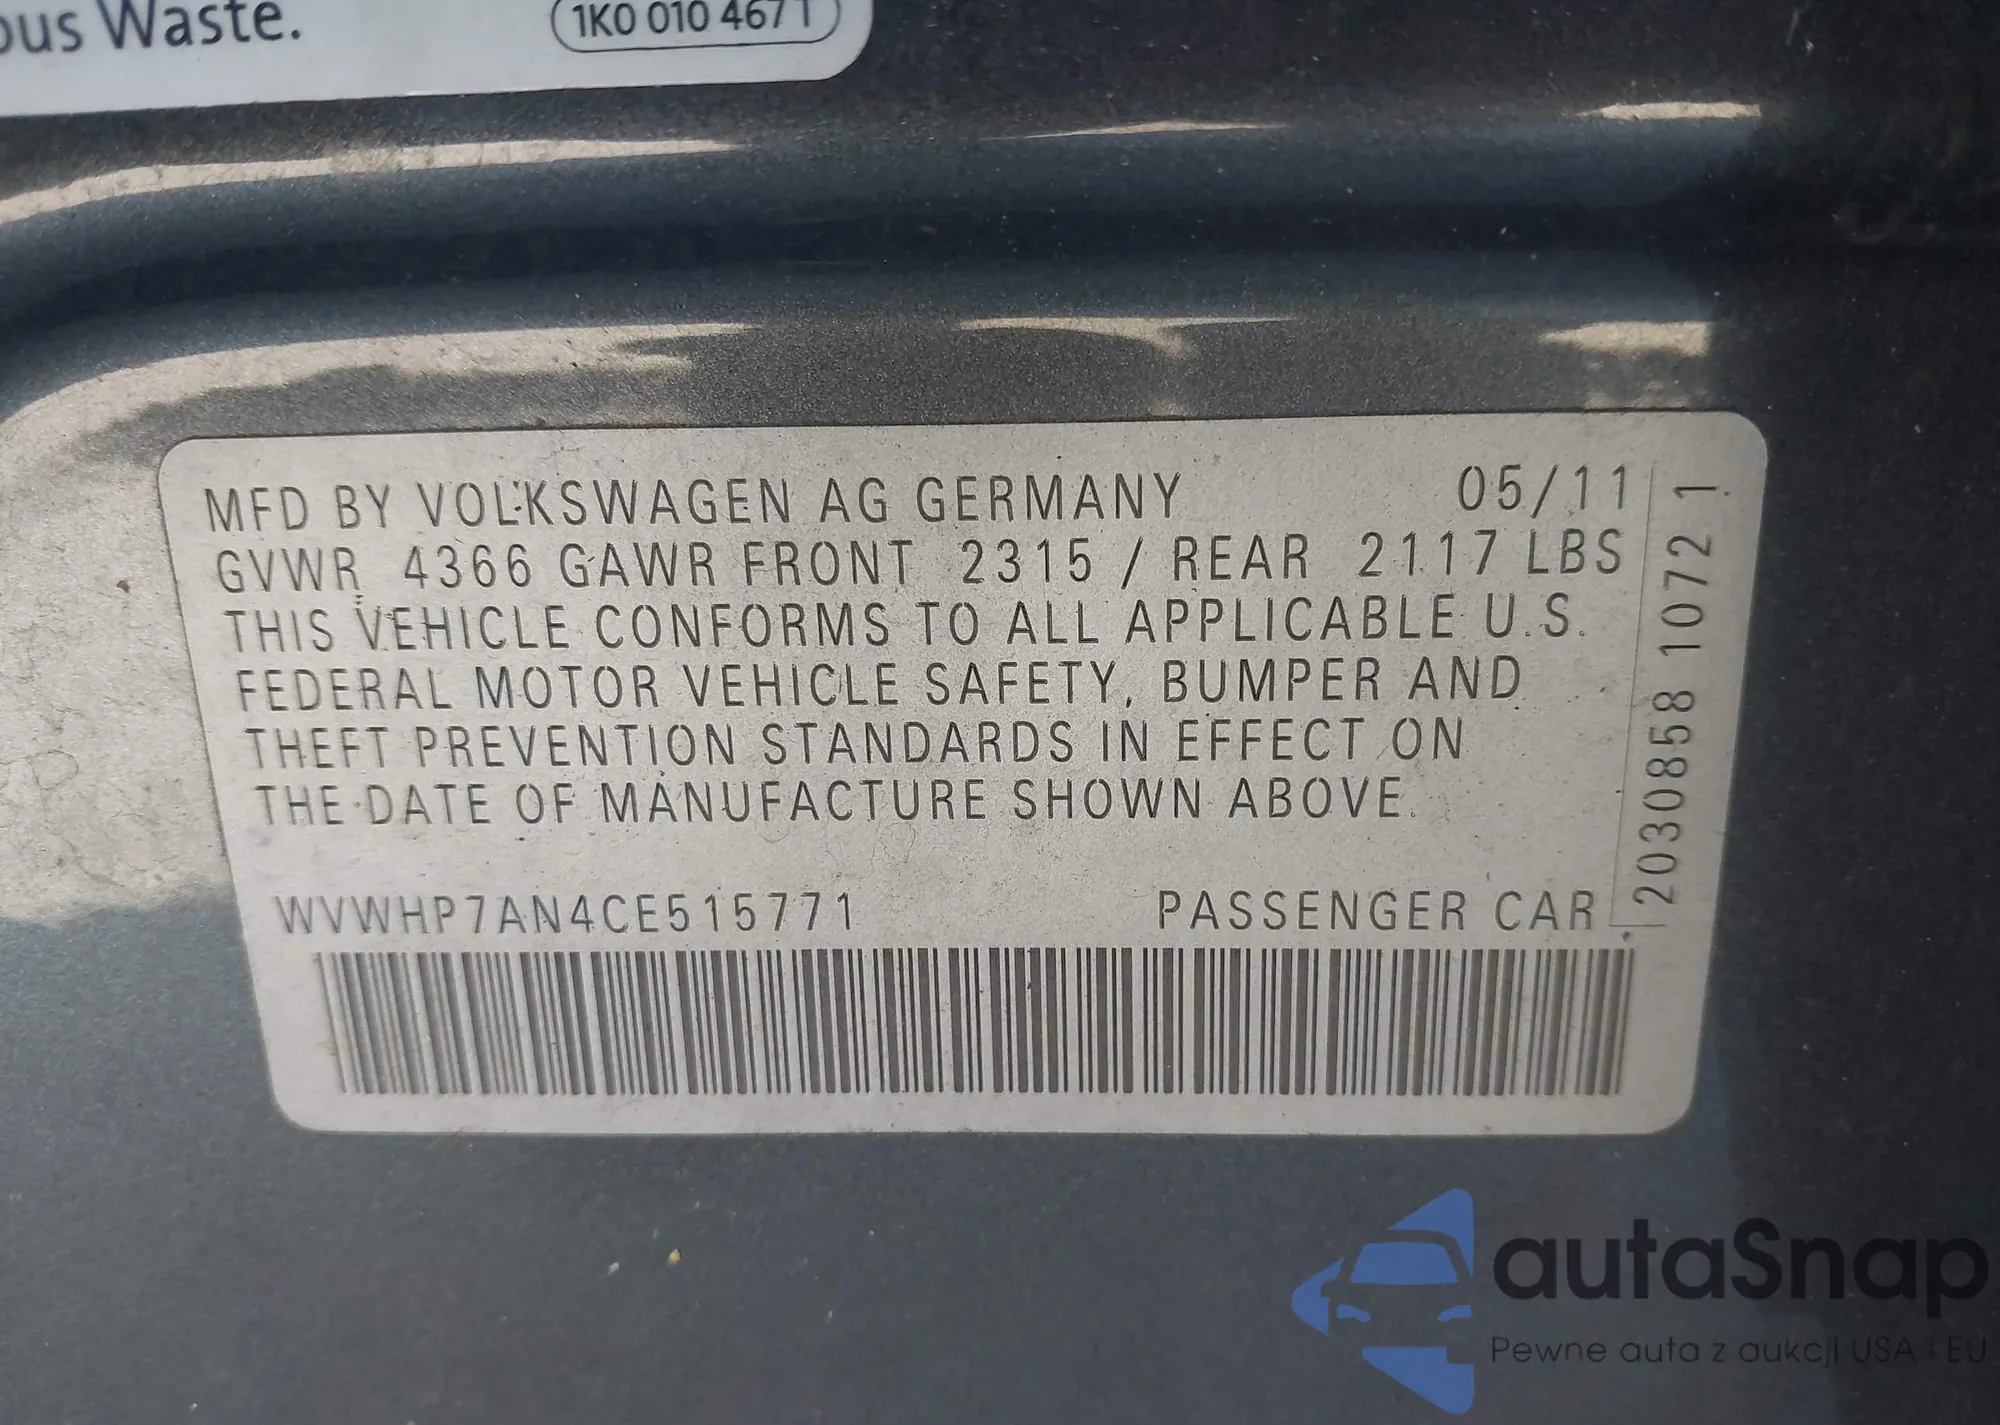 ous Waste.
1K0 010 467 T
MFD BY VOLKSWAGEN AG GERMANY 05/11
GVWR 4366 GAWR FRONT 2315 / REAR 2117 LBS
THIS VEHICLE CONFORMS TO ALL APPLICABLE U.S.
FEDERAL MOTOR VEHICLE SAFETY, BUMPER AND
THEFT PREVENTION STANDARDS IN EFFECT ON
THE DATE OF MANUFACTURE SHOWN ABOVE.
WVWHP7AN4CE515771 PASSENGER CAR
2030858 1072 1
autaSnap
Pewne auta z aukcji USA i EU